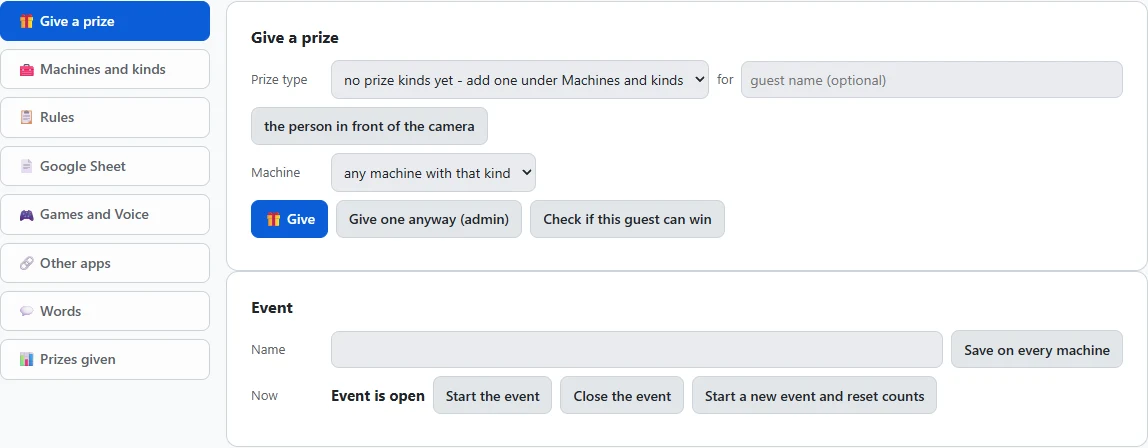 Give a prize
Machines and kinds
Rules
Google Sheet
Games and Voice
Other apps
Words
Prizes given
Give a prize
Prize type no prize kinds yet - add one under Machines and kinds for guest name (optional)
the person in front of the camera
Machine any machine with that kind
Give Give one anyway (admin) Check if this guest can win
Event
Name Save on every machine
Now Event is open Start the event Close the event Start a new event and reset counts